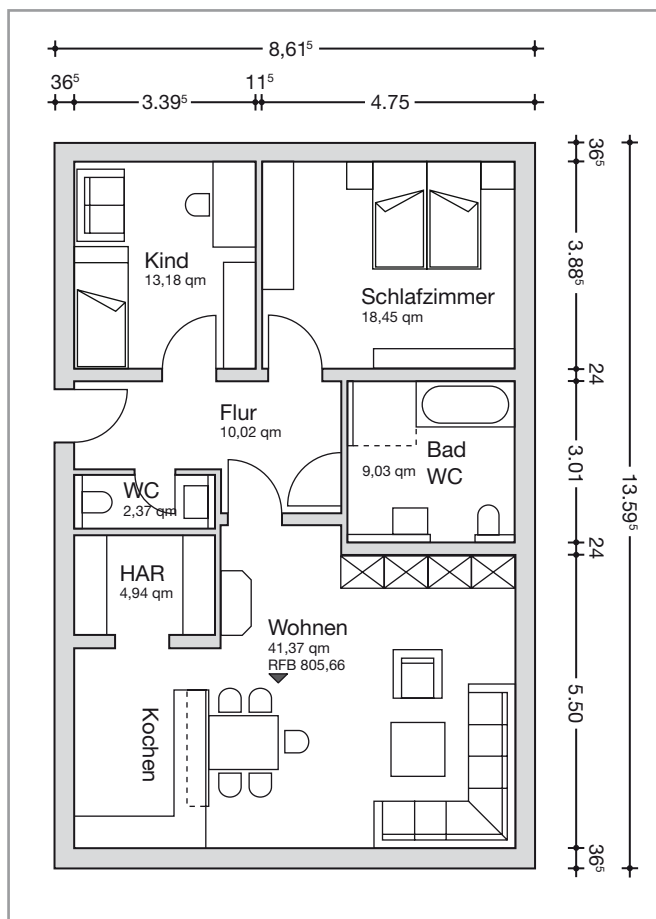 8,61⁵
36⁵
3.39⁵
11⁵
4.75
36⁵
Kind
13,18 qm
Schlafzimmer
18,45 qm
3.88⁵
24
Flur
10,02 qm
Bad
WC
9,03 qm
3.01
13.59⁵
WC
2,37 qm
24
HAR
4,94 qm
Wohnen
41,37 qm
RFB 805,66
Kochen
5.50
36⁵